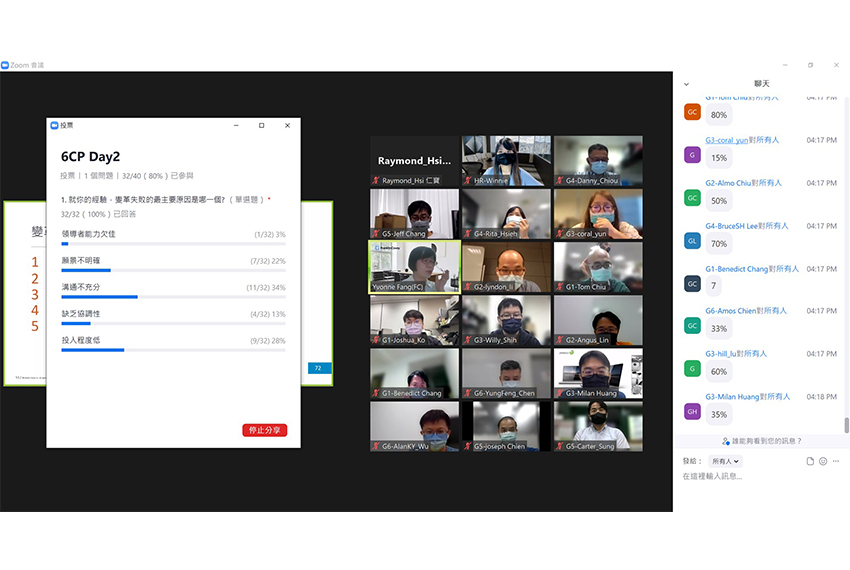 Zoom 會議
投票
6CP Day2
投票 | 1 個問題 | 32/40 ( 80% ) 已參與
1. 就你的經驗，變革失敗的最主要原因是哪一個? ( 單選題 ) *
32/32 ( 100% ) 已回答
領導者能力欠佳 (1/32) 3%
願景不明確 (7/32) 22%
溝通不充分 (11/32) 34%
缺乏協調性 (4/32) 13%
投入程度低 (9/32) 28%
停止分享
變
1
2
3
4
5
72
Raymond_Hsi...
Raymond_Hsi 仁寶
HR-Winnie
G4-Danny_Chiou
G5-Jeff Chang
G4-Rita_Hsieh
G3-coral_yun
Yvonne Fang(FC)
G2-lyndon_li
G1-Tom Chiu
G1-Joshua_Ko
G3-Willy_Shih
G2-Angus_Lin
G1-Benedict Chang
G6-YungFeng_Chen
G3-Milan Huang
G6-AlanKY_Wu
G5-joseph Chien
G5-Carter_Sung
聊天
G1-Tom Chiu對所有人 04:17 PM
GC 80%
G3-coral_yun對所有人 04:17 PM
G 15%
G2-Almo Chiu對所有人 04:17 PM
GC 50%
G4-BruceSH Lee對所有人 04:17 PM
GL 70%
G1-Benedict Chang對所有人 04:17 PM
GC 7
G6-Amos Chien對所有人 04:17 PM
GC 33%
G3-hill_lu對所有人 04:17 PM
G 60%
G3-Milan Huang對所有人 04:18 PM
GH 35%
誰能夠看到您的訊息？
發給： 所有人
在這裡輸入訊息...